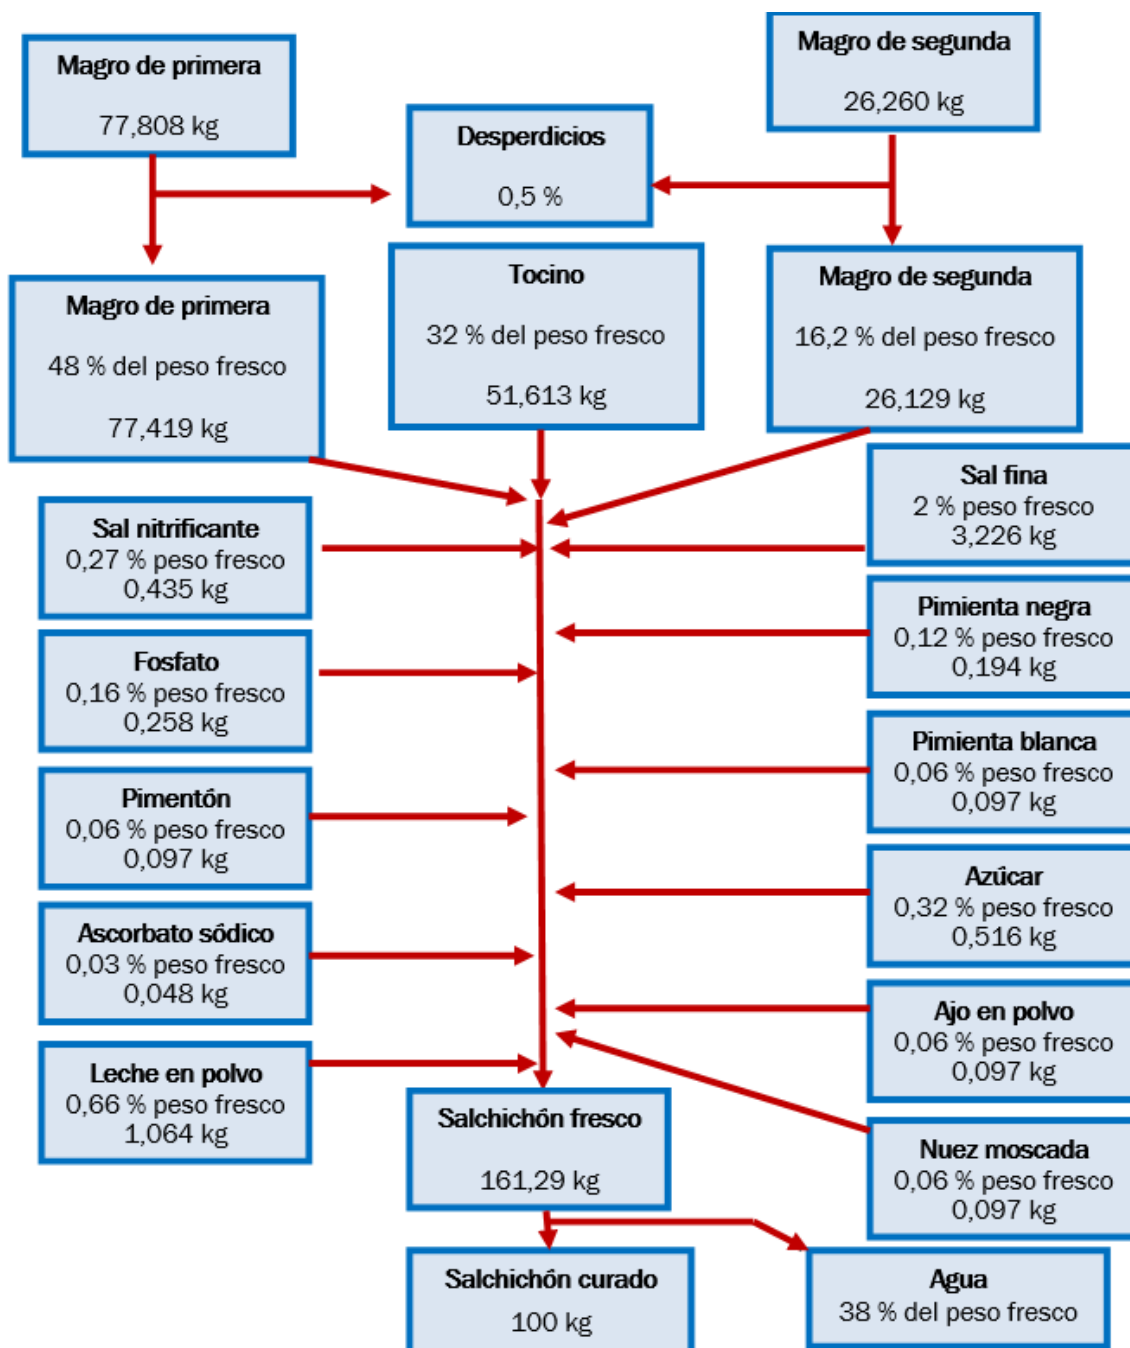 Magro de primera
77,808 kg
Magro de segunda
26,260 kg
Desperdicios
0,5 %
Magro de primera
48 % del peso fresco
77,419 kg
Tocino
32 % del peso fresco
51,613 kg
Magro de segunda
16,2 % del peso fresco
26,129 kg
Sal nitrificante
0,27 % peso fresco
0,435 kg
Sal fina
2 % peso fresco
3,226 kg
Fosfato
0,16 % peso fresco
0,258 kg
Pimienta negra
0,12 % peso fresco
0,194 kg
Pimentón
0,06 % peso fresco
0,097 kg
Pimienta blanca
0,06 % peso fresco
0,097 kg
Ascorbato sódico
0,03 % peso fresco
0,048 kg
Azúcar
0,32 % peso fresco
0,516 kg
Leche en polvo
0,66 % peso fresco
1,064 kg
Ajo en polvo
0,06 % peso fresco
0,097 kg
Nuez moscada
0,06 % peso fresco
0,097 kg
Salchichón fresco
161,29 kg
Salchichón curado
100 kg
Agua
38 % del peso fresco